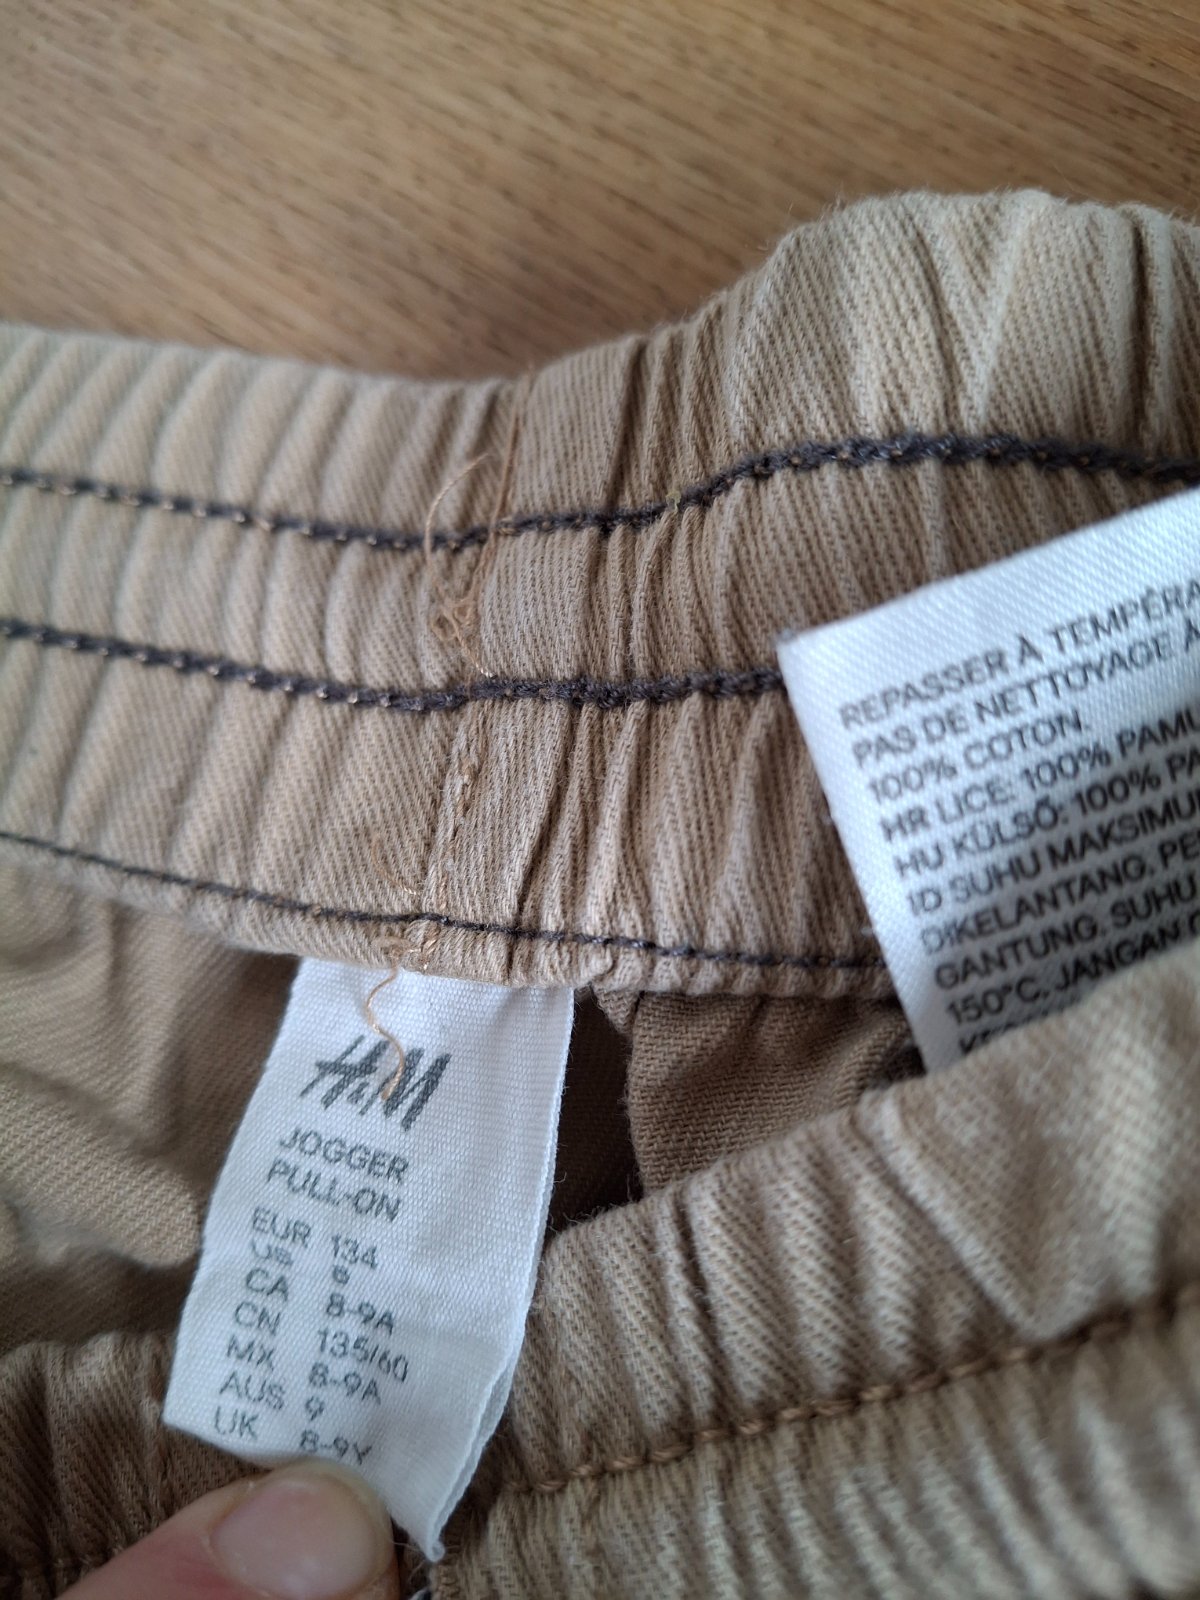 H&M
JOGGER
PULL-ON
EUR 134
US 9
CA 8-9A
CN 135/60
MX 8-9A
AUS 9
UK 8-9Y
REPASSER À TEMPÉRA
PAS DE NETTOYAGE À
100% COTON.
HR LICE: 100% PAMU
HU KÜLSŐ: 100% PA
ID SUHU MAKSIMU
DIKELANTANG, PE
GANTUNG. SUHU
150°C. JANGAN